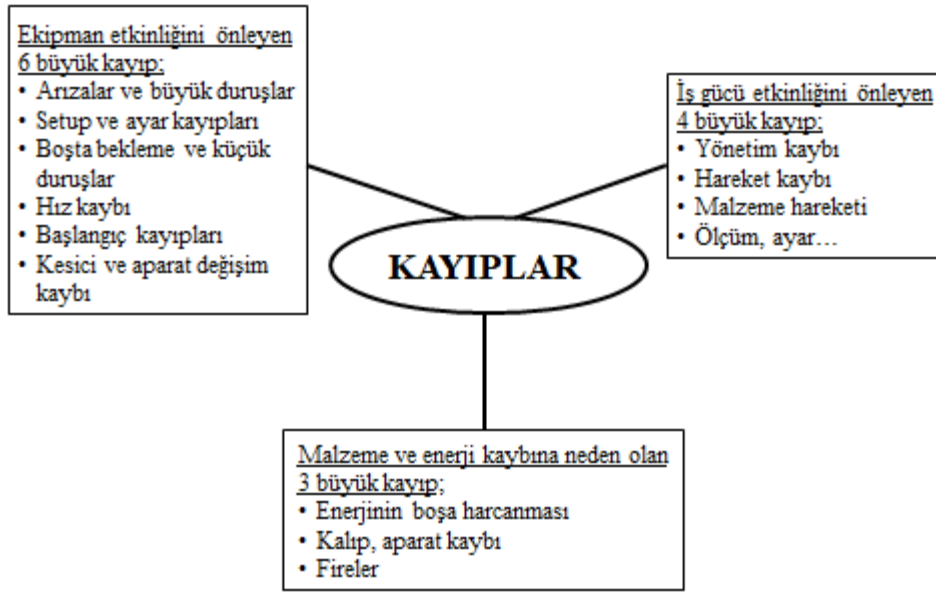 Ekipman etkinliğini önleyen
6 büyük kayıp;
• Arızalar ve büyük duruşlar
• Setup ve ayar kayıpları
• Boşta bekleme ve küçük
duruşlar
• Hız kaybı
• Başlangıç kayıpları
• Kesici ve aparat değişim
kaybı
İş gücü etkinliğini önleyen
4 büyük kayıp;
• Yönetim kaybı
• Hareket kaybı
• Malzeme hareketi
• Ölçüm, ayar…
KAYIPLAR
Malzeme ve enerji kaybına neden olan
3 büyük kayıp;
• Enerjinin boşa harcanması
• Kalıp, aparat kaybı
• Fireler